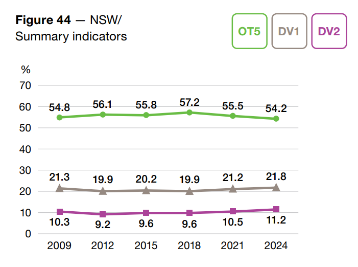 Figure 44 — NSW/
Summary indicators
OT5 DV1 DV2
%
70
60
50
40
30
20
10
0
54.8 56.1 55.8 57.2 55.5 54.2
21.3 19.9 20.2 19.9 21.2 21.8
10.3 9.2 9.6 9.6 10.5 11.2
2009 2012 2015 2018 2021 2024